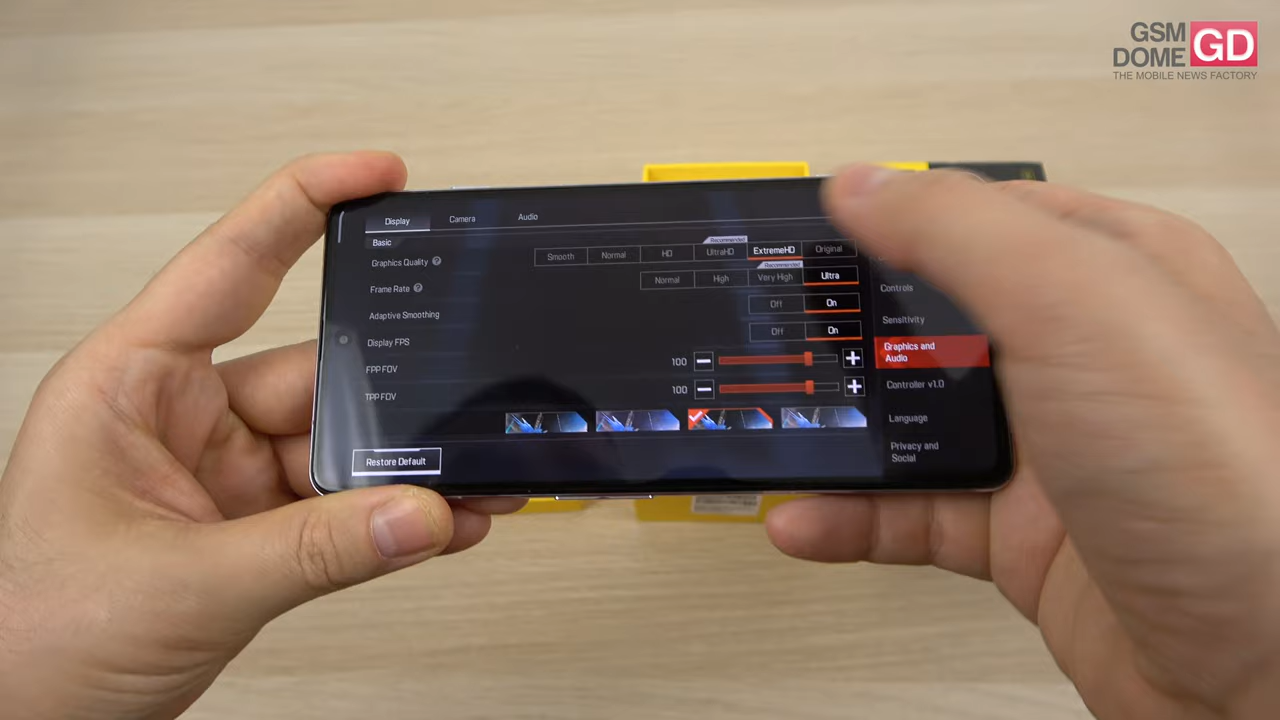 GSM
DOME GD
THE MOBILE NEWS FACTORY
Display Camera Audio
Basic
Graphics Quality ?
Smooth Normal HD UltraHD ExtremeHD Original
Recommended
Frame Rate ?
Normal High Very High Ultra
Recommended
Adaptive Smoothing
Off On
Display FPS
Off On
FPP FOV
100
TPP FOV
100
Restore Default
Controls
Sensitivity
Graphics and
Audio
Controller v1.0
Language
Privacy and
Social